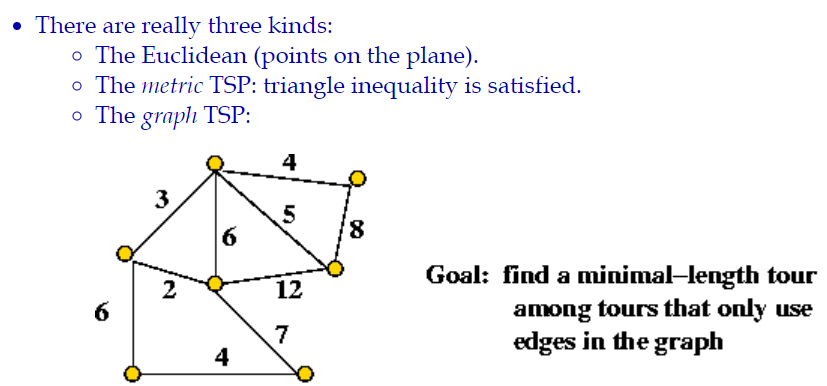 • There are really three kinds:
◦ The Euclidean (points on the plane).
◦ The metric TSP: triangle inequality is satisfied.
◦ The graph TSP:
4
3
5
6
8
2
12
6
7
4
Goal: find a minimal-length tour
among tours that only use
edges in the graph